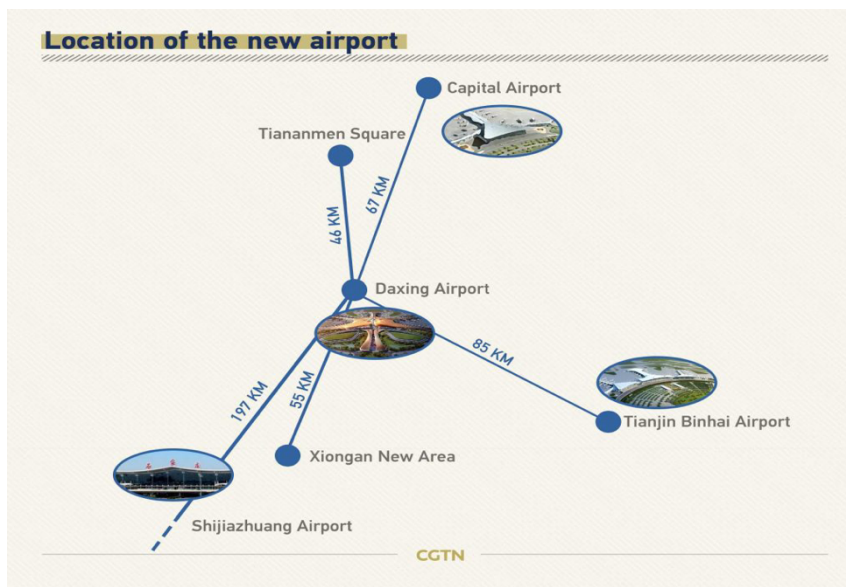 Location of the new airport
Capital Airport
Tiananmen Square
67 KM
46 KM
Daxing Airport
85 KM
197 KM
55 KM
Tianjin Binhai Airport
Xiongan New Area
Shijiazhuang Airport
CGTN